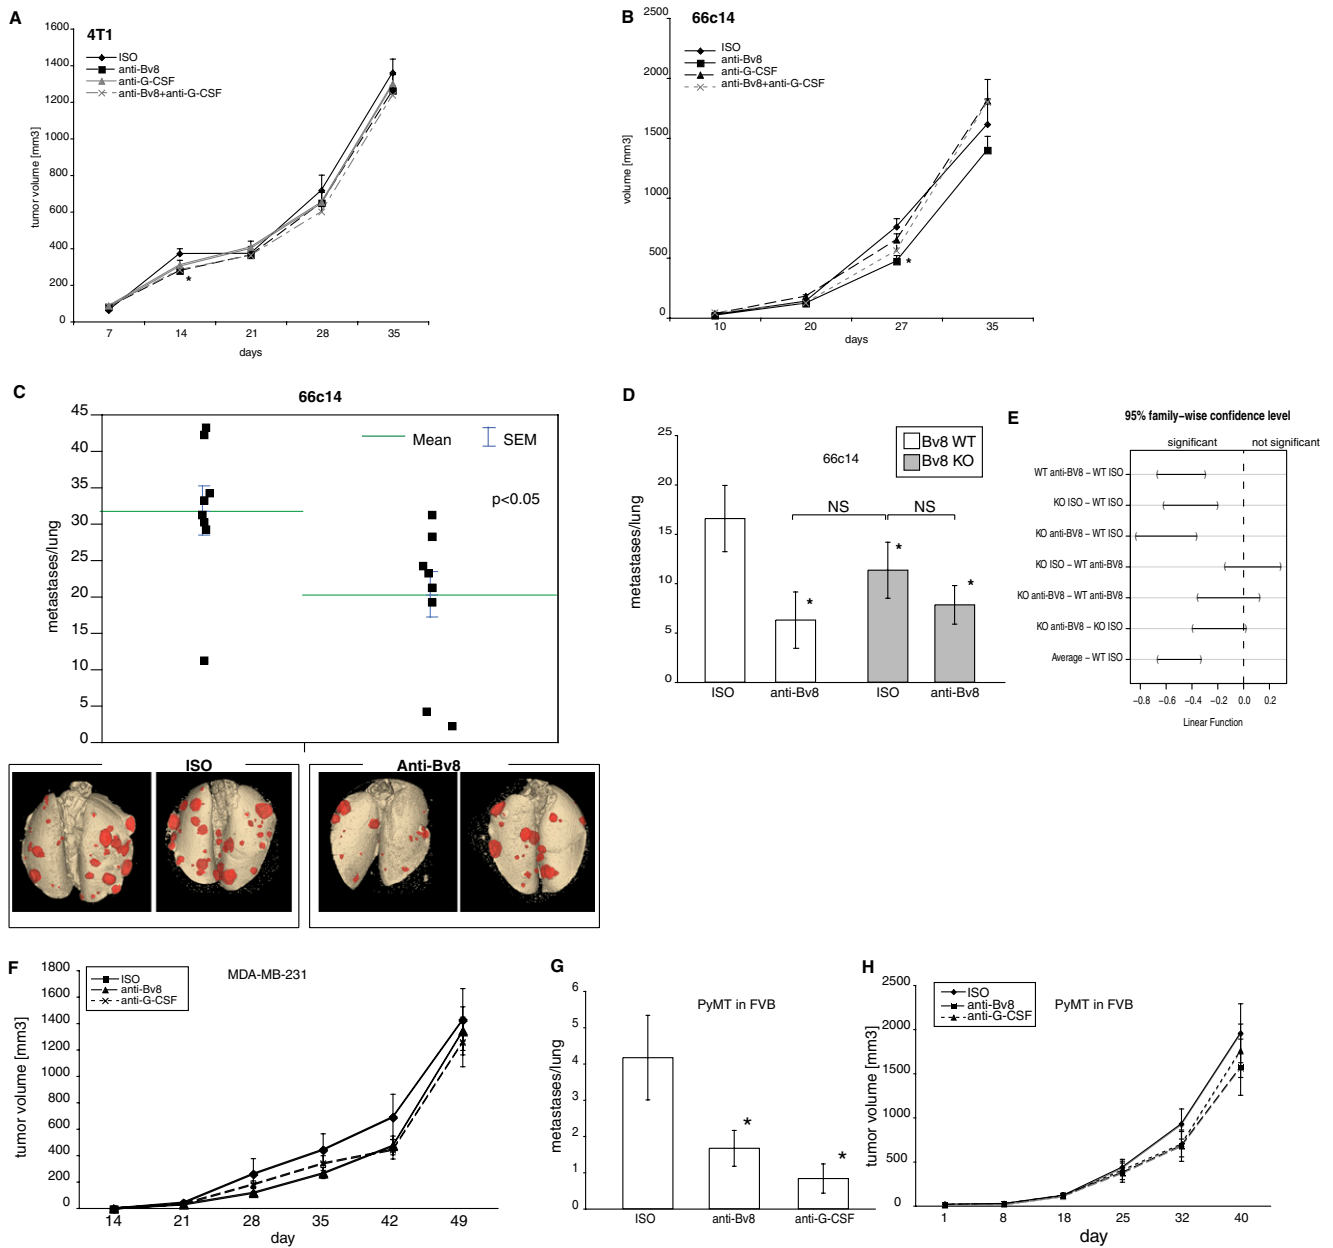 A
4T1
ISO
anti-Bv8
anti-G-CSF
anti-Bv8+anti-G-CSF
tumor volume [mm3]
1600
1400
1200
1000
800
600
400
200
0
*
7 14 21 28 35
days
B
66c14
ISO
anti-Bv8
anti-G-CSF
anti-Bv8+anti-G-CSF
volume [mm3]
2500
2000
1500
1000
500
0
*
10 20 27 35
days
C
66c14
metastases/lung
45
40
35
30
25
20
15
10
5
0
Mean SEM
p<0.05
ISO Anti-Bv8
D
Bv8 WT
Bv8 KO
66c14
metastases/lung
25
20
15
10
5
0
NS NS
* * *
ISO anti-Bv8 ISO anti-Bv8
E
95% family-wise confidence level
significant not significant
WT anti-BV8 – WT ISO
KO ISO – WT ISO
KO anti-BV8 – WT ISO
KO ISO – WT anti-BV8
KO anti-BV8 – WT anti-BV8
KO anti-BV8 – KO ISO
Average – WT ISO
−0.8 −0.6 −0.4 −0.2 0.0 0.2
Linear Function
F
MDA-MB-231
ISO
anti-Bv8
anti-G-CSF
tumor volume [mm3]
1800
1600
1400
1200
1000
800
600
400
200
0
14 21 28 35 42 49
day
G
PyMT in FVB
metastases/lung
6
5
4
3
2
1
0
* *
ISO anti-Bv8 anti-G-CSF
H
PyMT in FVB
ISO
anti-Bv8
anti-G-CSF
tumor volume [mm3]
2500
2000
1500
1000
500
0
1 8 18 25 32 40
day